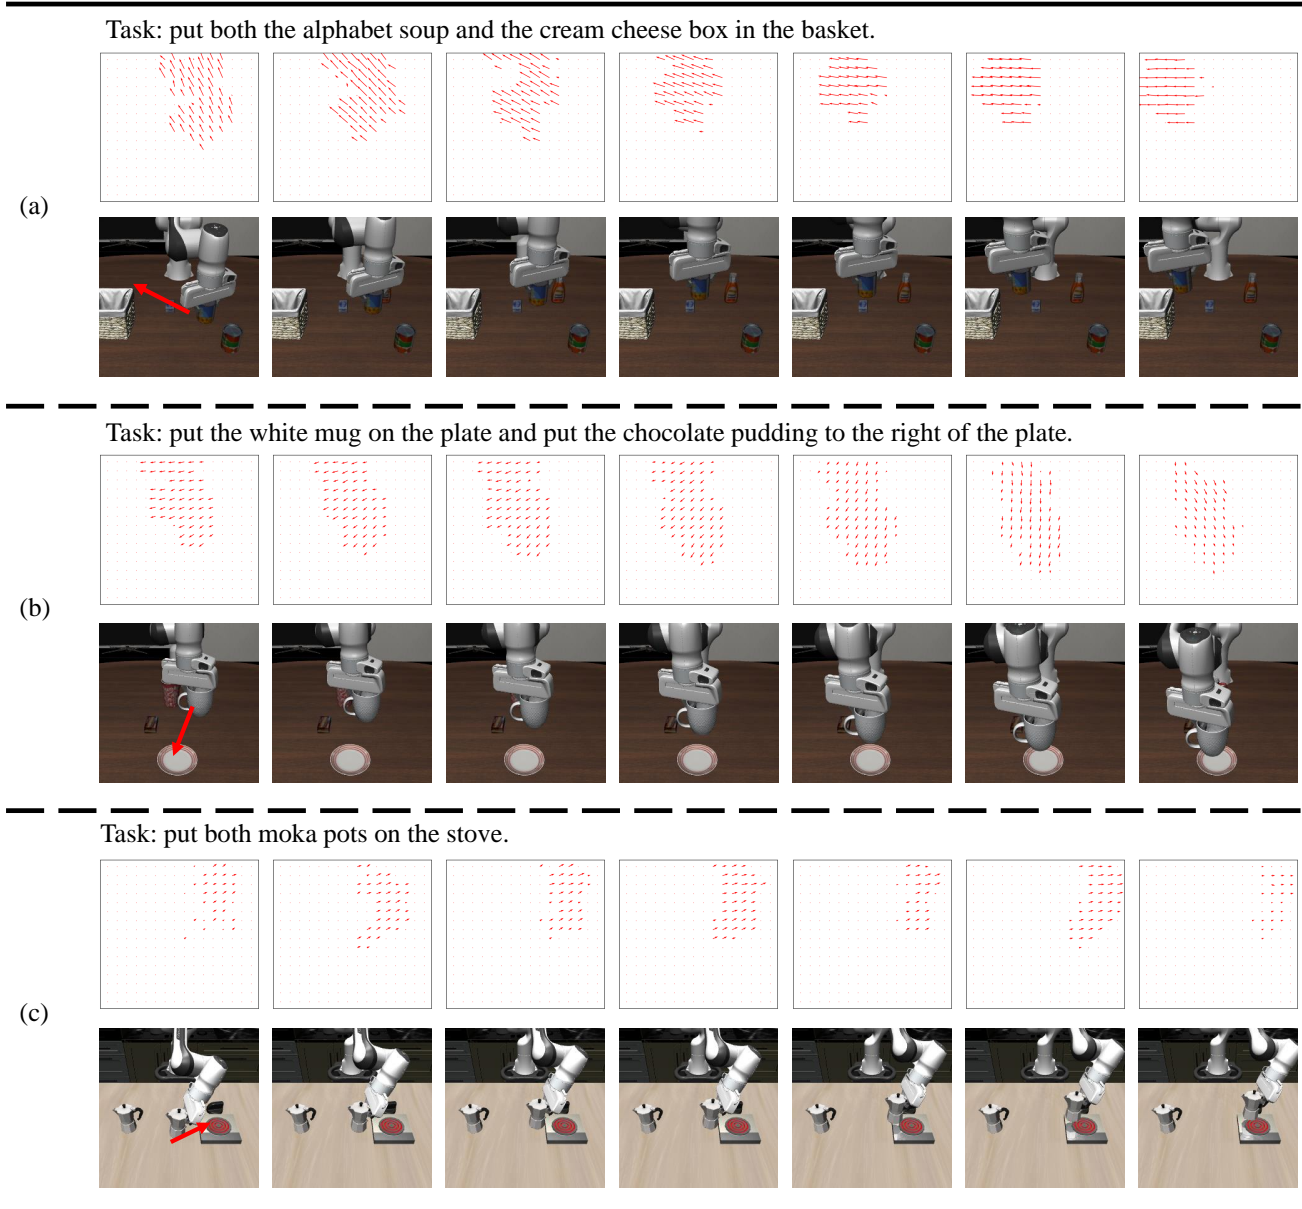 Task: put both the alphabet soup and the cream cheese box in the basket.
(a)
Task: put the white mug on the plate and put the chocolate pudding to the right of the plate.
(b)
Task: put both moka pots on the stove.
(c)